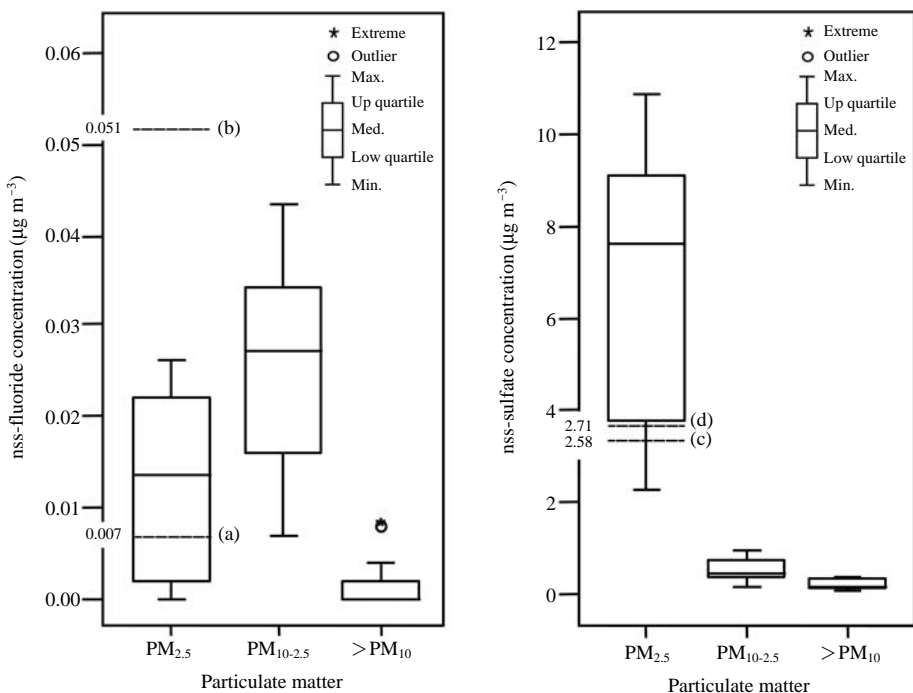 nss-fluoride concentration (µg m⁻³)
0.06
0.051
0.05
0.04
0.03
0.02
0.01
0.007
0.00
(b)
(a)
* Extreme
Outlier
Max.
Up quartile
Med.
Low quartile
Min.
PM₂.₅
PM₁₀₋₂.₅
>PM₁₀
Particulate matter
nss-sulfate concentration (µg m⁻³)
12
10
8
6
4
2.71
2.58
2
0
(d)
(c)
* Extreme
Outlier
Max.
Up quartile
Med.
Low quartile
Min.
PM₂.₅
PM₁₀₋₂.₅
>PM₁₀
Particulate matter